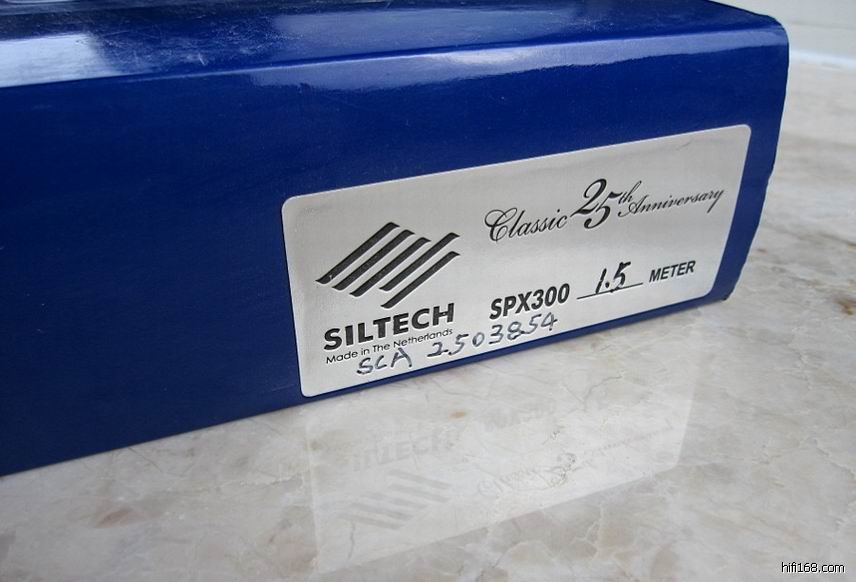 Classic 25th Anniversary
SILTECH
Made in The Netherlands
SPX300 1.5 METER
SCA 2503854
hifi168.com